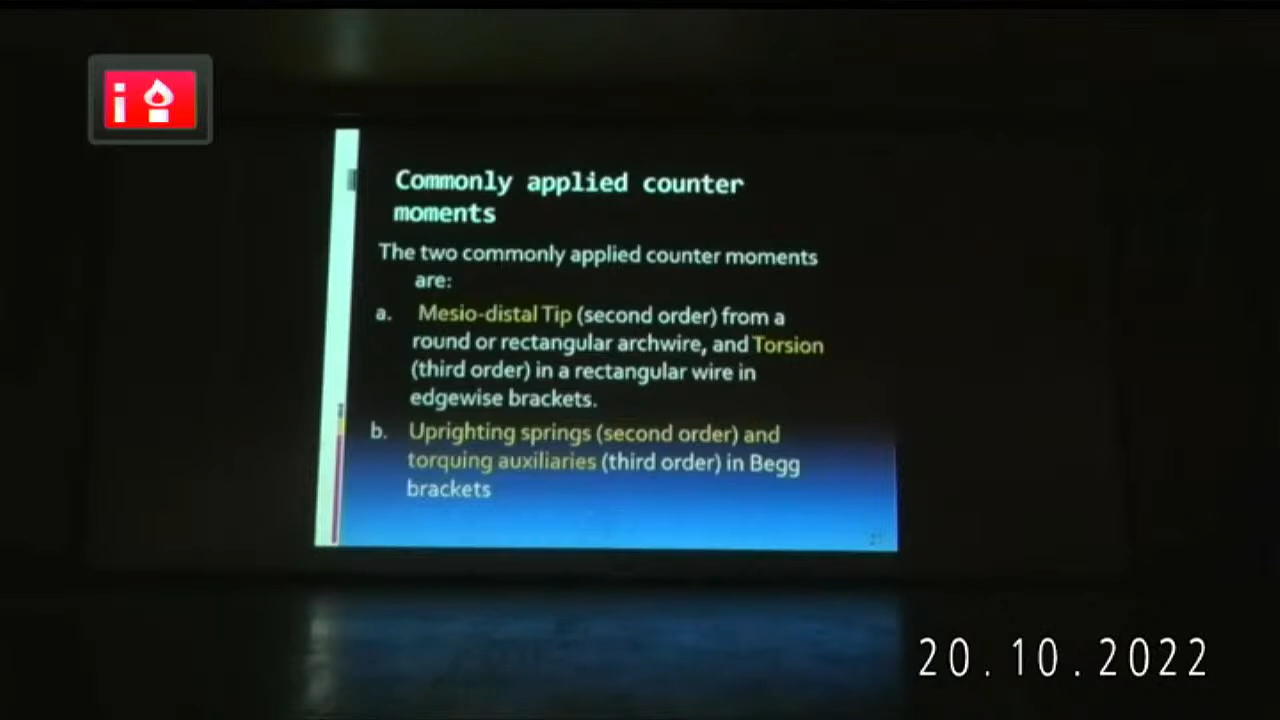 i
Commonly applied counter
moments
The two commonly applied counter moments
are:
a. Mesio-distal Tip (second order) from a
round or rectangular archwire, and Torsion
(third order) in a rectangular wire in
edgewise brackets.
b. Uprighting springs (second order) and
torquing auxiliaries (third order) in Begg
brackets
20.10.2022